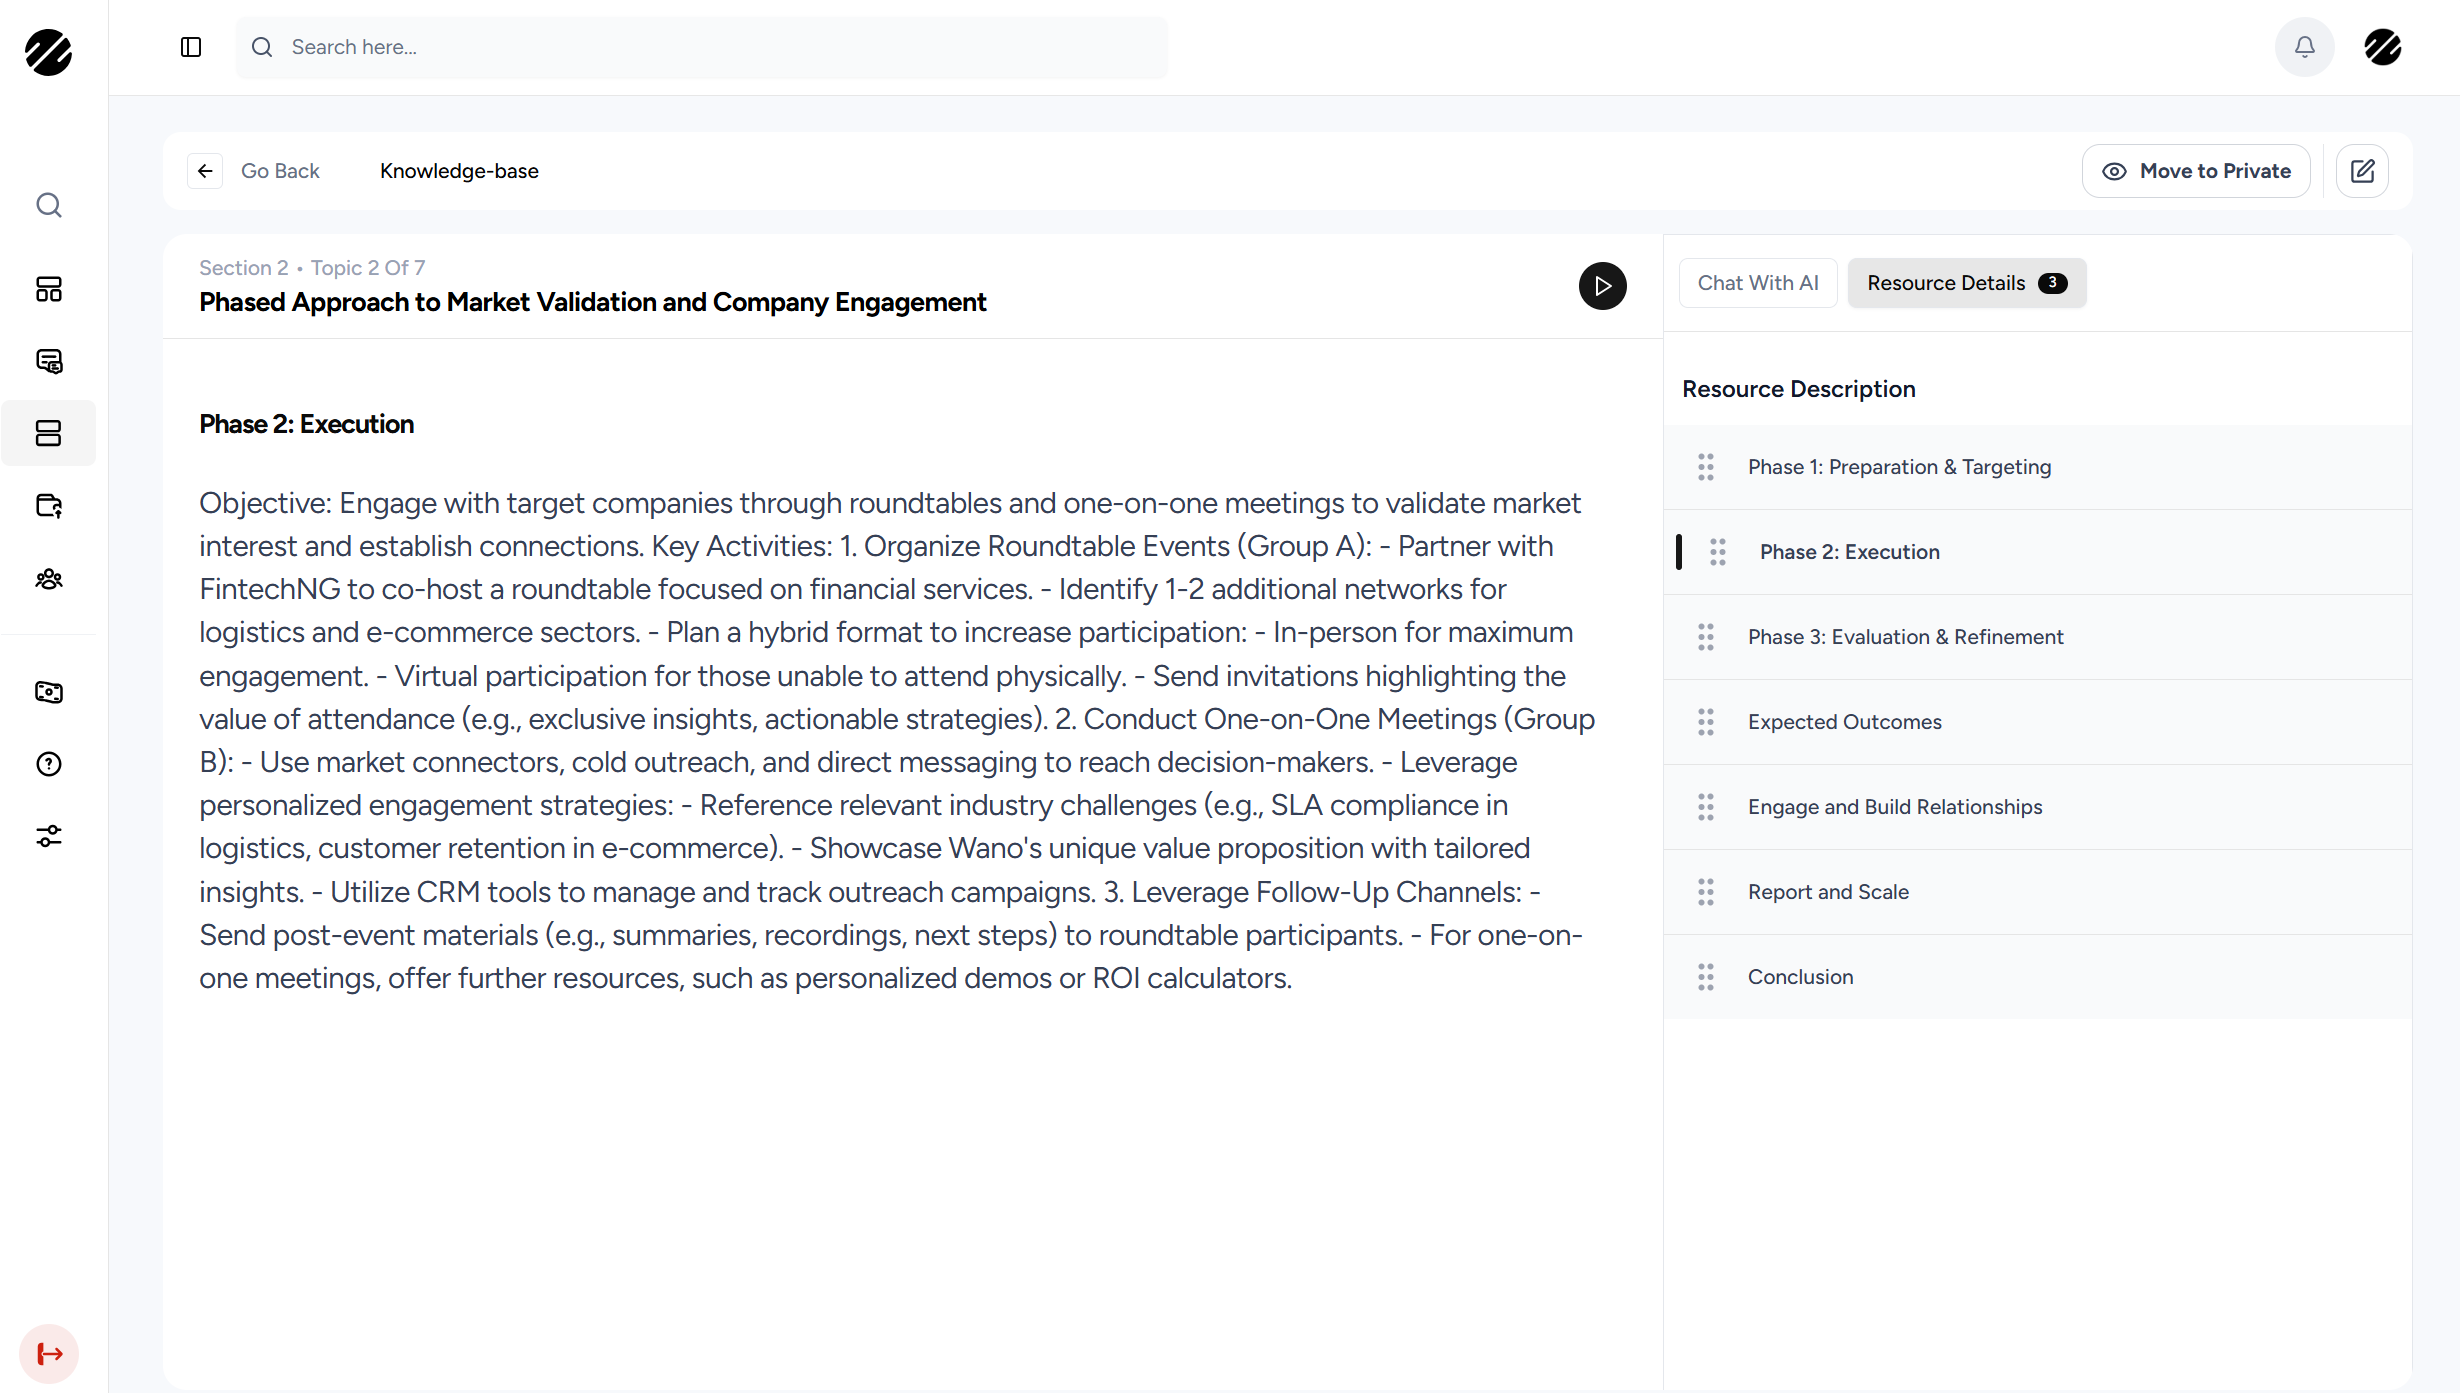 Search here...
Go Back
Knowledge-base
Move to Private
Section 2 • Topic 2 Of 7
Phased Approach to Market Validation and Company Engagement
Phase 2: Execution
Objective: Engage with target companies through roundtables and one-on-one meetings to validate market
interest and establish connections. Key Activities: 1. Organize Roundtable Events (Group A): - Partner with
FintechNG to co-host a roundtable focused on financial services. - Identify 1-2 additional networks for
logistics and e-commerce sectors. - Plan a hybrid format to increase participation: - In-person for maximum
engagement. - Virtual participation for those unable to attend physically. - Send invitations highlighting the
value of attendance (e.g., exclusive insights, actionable strategies). 2. Conduct One-on-One Meetings (Group
B): - Use market connectors, cold outreach, and direct messaging to reach decision-makers. - Leverage
personalized engagement strategies: - Reference relevant industry challenges (e.g., SLA compliance in
logistics, customer retention in e-commerce). - Showcase Wano's unique value proposition with tailored
insights. - Utilize CRM tools to manage and track outreach campaigns. 3. Leverage Follow-Up Channels: -
Send post-event materials (e.g., summaries, recordings, next steps) to roundtable participants. - For one-on-
one meetings, offer further resources, such as personalized demos or ROI calculators.
Chat With AI
Resource Details 3
Resource Description
Phase 1: Preparation & Targeting
Phase 2: Execution
Phase 3: Evaluation & Refinement
Expected Outcomes
Engage and Build Relationships
Report and Scale
Conclusion